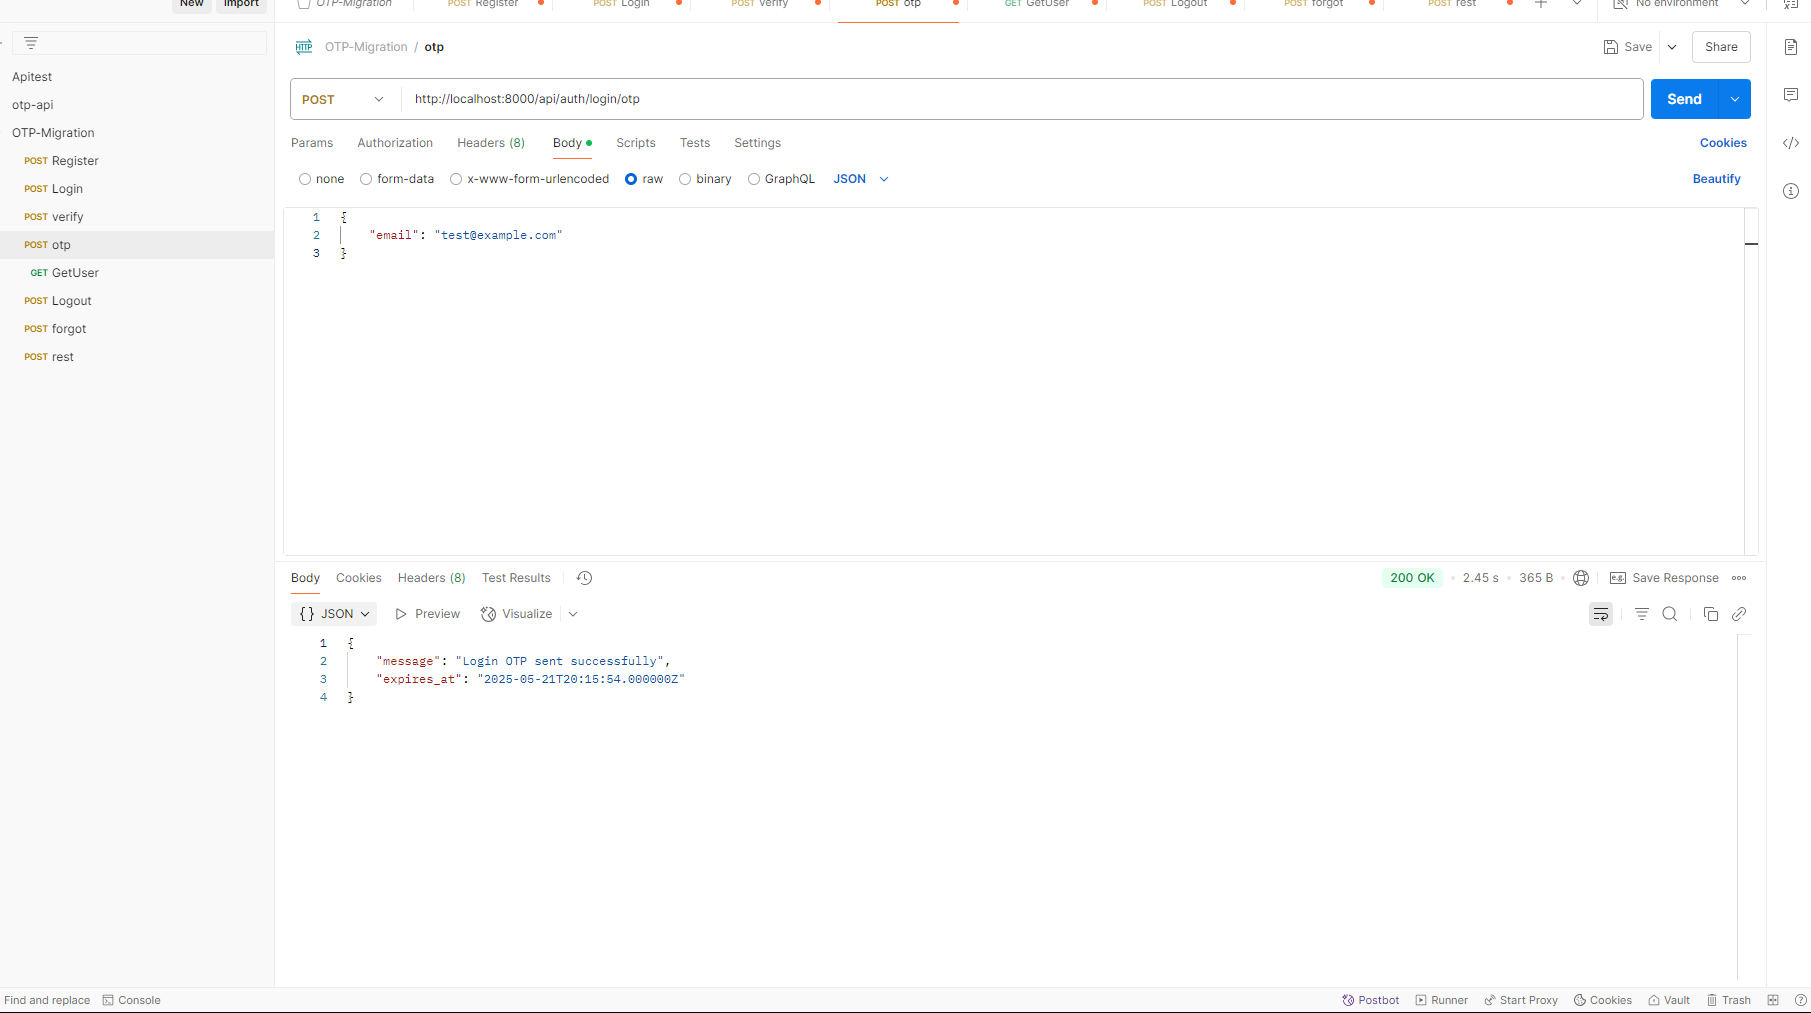 New Import
OTP-Migration POST Register POST Login POST verify POST otp GET GetUser POST Logout POST forgot POST rest No environment
HTTP OTP-Migration / otp Save Share
Apitest
otp-api
OTP-Migration
POST Register
POST Login
POST verify
POST otp
GET GetUser
POST Logout
POST forgot
POST rest
POST http://localhost:8000/api/auth/login/otp Send
Params Authorization Headers (8) Body Scripts Tests Settings Cookies
none form-data x-www-form-urlencoded raw binary GraphQL JSON Beautify
1 {
2 "email": "test@example.com"
3 }
Body Cookies Headers (8) Test Results 200 OK 2.45 s 365 B e.g. Save Response
{} JSON Preview Visualize
1 {
2 "message": "Login OTP sent successfully",
3 "expires_at": "2025-05-21T20:15:54.000000Z"
4 }
Find and replace Console Postbot Runner Start Proxy Cookies Vault Trash